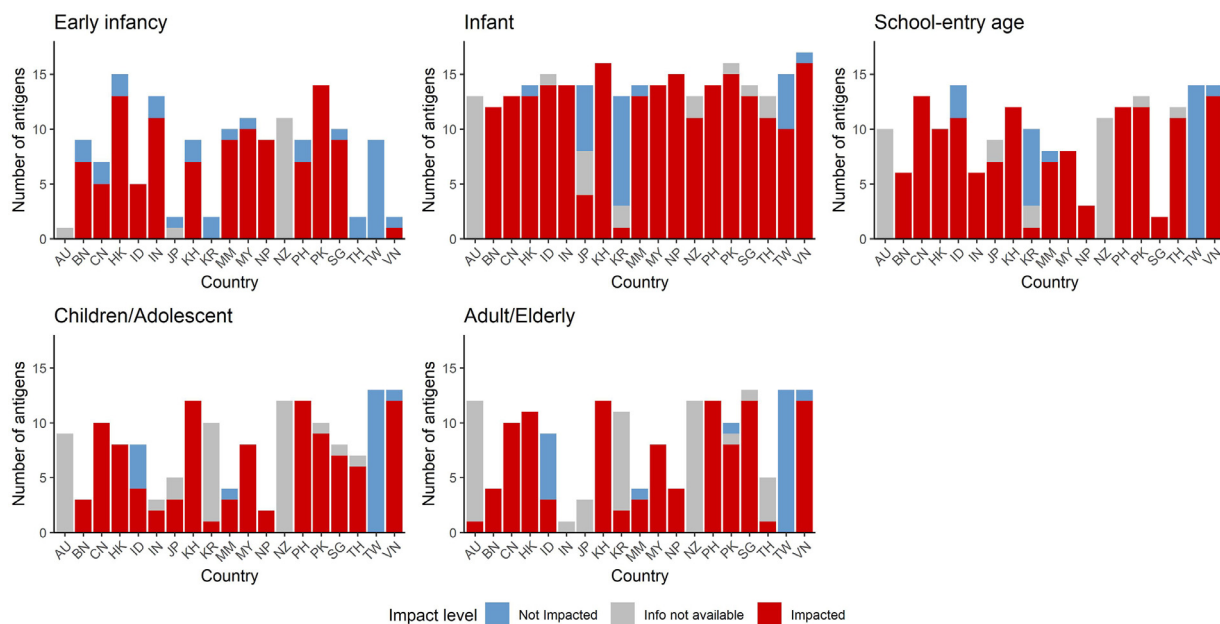 Early infancy
Number of antigens
15
10
5
0
AU BN CN HK ID IN JP KH KR MM MY NP NZ PH PK SG TH TW VN
Country
Infant
Number of antigens
15
10
5
0
AU BN CN HK ID IN JP KH KR MM MY NP NZ PH PK SG TH TW VN
Country
School-entry age
Number of antigens
15
10
5
0
AU BN CN HK ID IN JP KH KR MM MY NP NZ PH PK SG TH TW VN
Country
Children/Adolescent
Number of antigens
15
10
5
0
AU BN CN HK ID IN JP KH KR MM MY NP NZ PH PK SG TH TW VN
Country
Adult/Elderly
Number of antigens
15
10
5
0
AU BN CN HK ID IN JP KH KR MM MY NP NZ PH PK SG TH TW VN
Country
Impact level Not Impacted Info not available Impacted